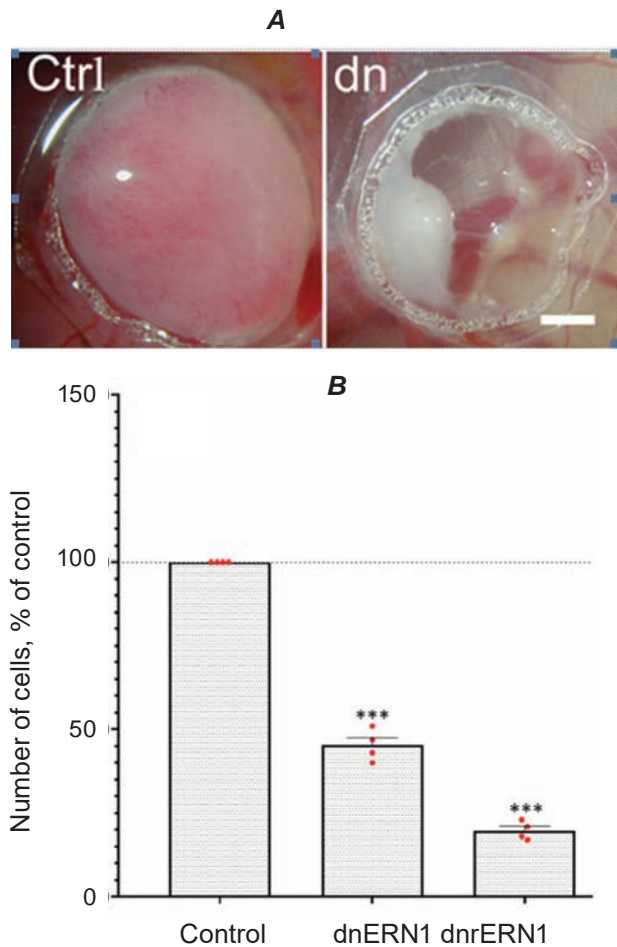 A
Ctrl
dn
B
150
100
50
0
Number of cells, % of control
***
***
Control dnERN1 dnrERN1